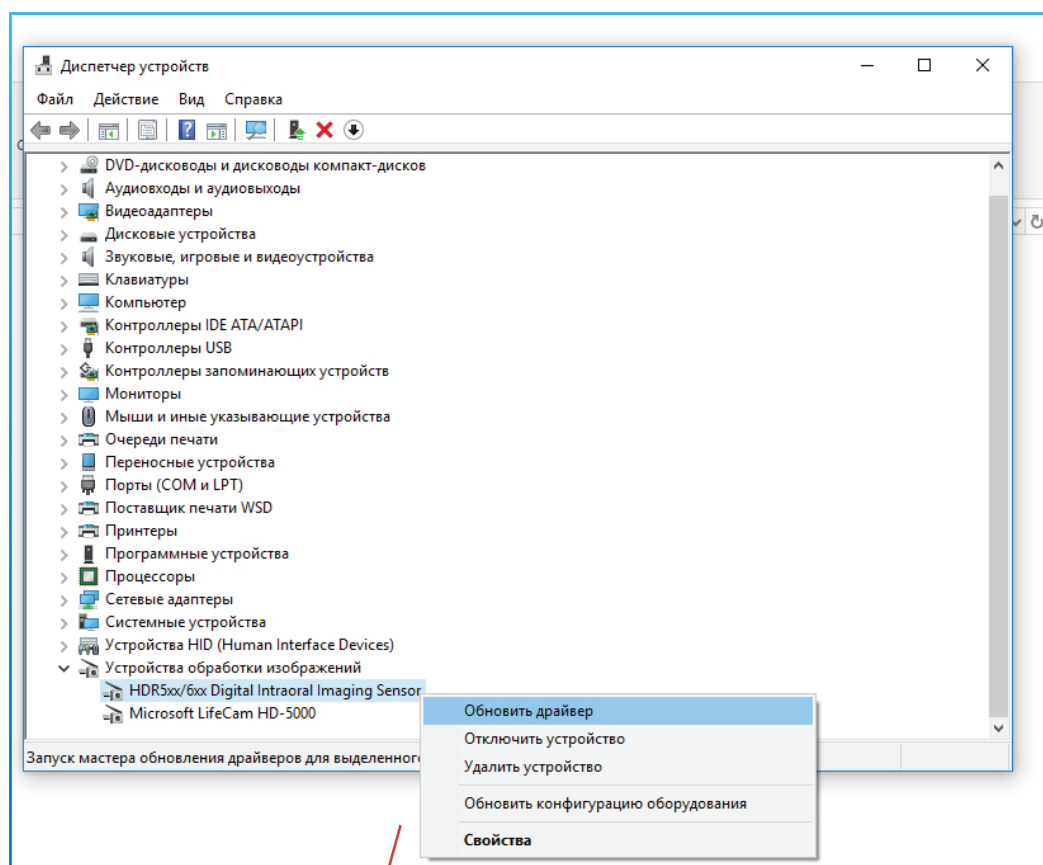 Диспетчер устройств
Файл Действие Вид Справка
DVD-дисководы и дисководы компакт-дисков
Аудиовходы и аудиовыходы
Видеоадаптеры
Дисковые устройства
Звуковые, игровые и видеоустройства
Клавиатуры
Компьютер
Контроллеры IDE ATA/ATAPI
Контроллеры USB
Контроллеры запоминающих устройств
Мониторы
Мыши и иные указывающие устройства
Очереди печати
Переносные устройства
Порты (COM и LPT)
Поставщик печати WSD
Принтеры
Программные устройства
Процессоры
Сетевые адаптеры
Системные устройства
Устройства HID (Human Interface Devices)
Устройства обработки изображений
HDR5xx/6xx Digital Intraoral Imaging Sensor
Microsoft LifeCam HD-5000
Обновить драйвер
Отключить устройство
Удалить устройство
Обновить конфигурацию оборудования
Свойства
Запуск мастера обновления драйверов для выделенног